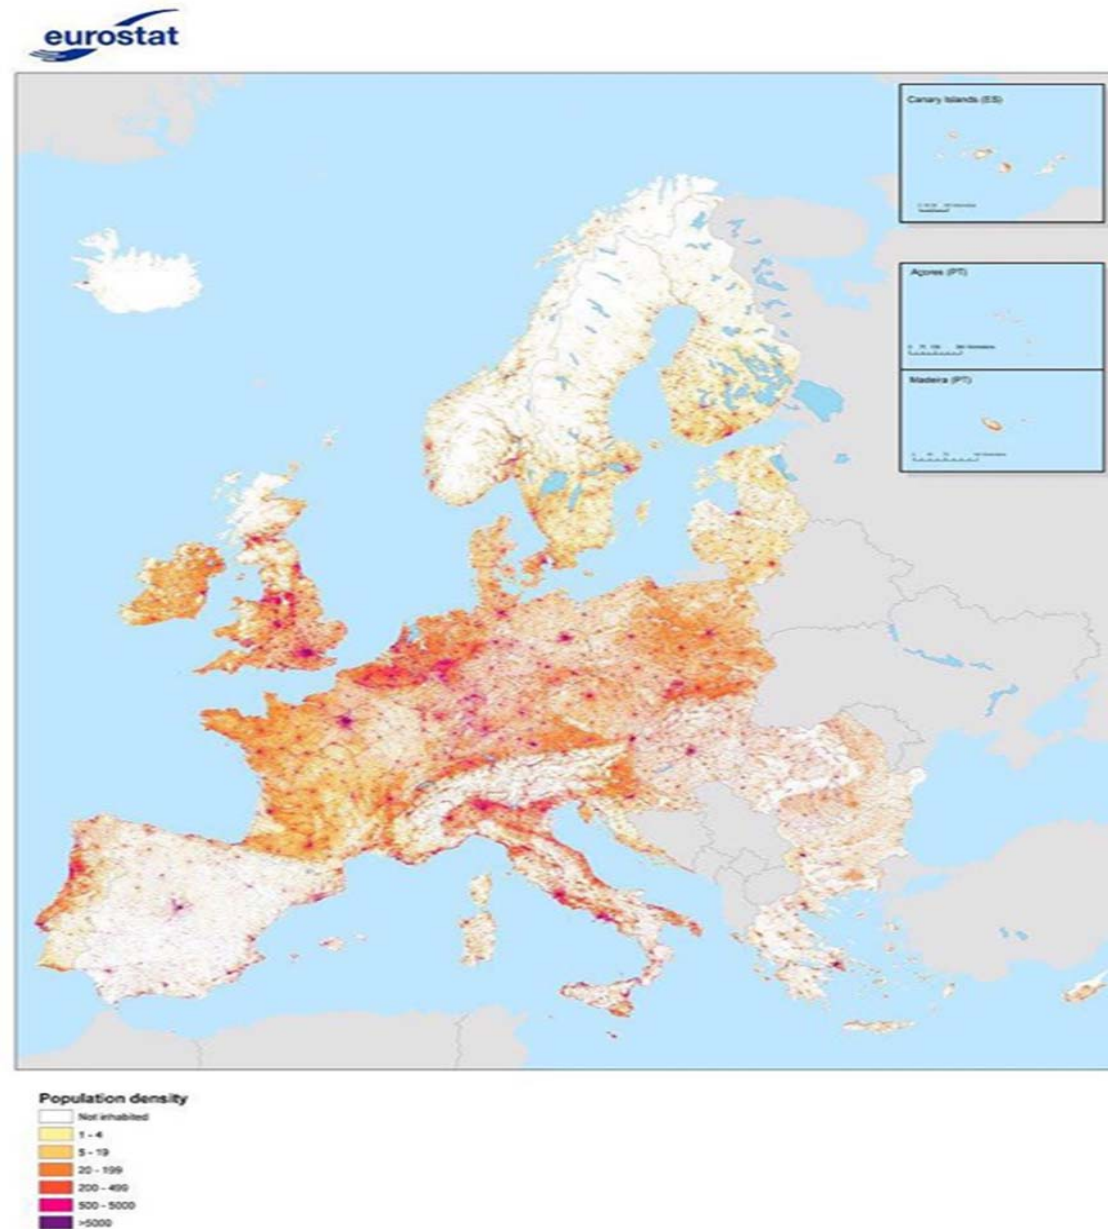 eurostat
Canary Islands (ES)
Açores (PT)
Madeira (PT)
Population density
Not inhabited
1 - 4
5 - 19
20 - 199
200 - 499
500 - 5000
>5000